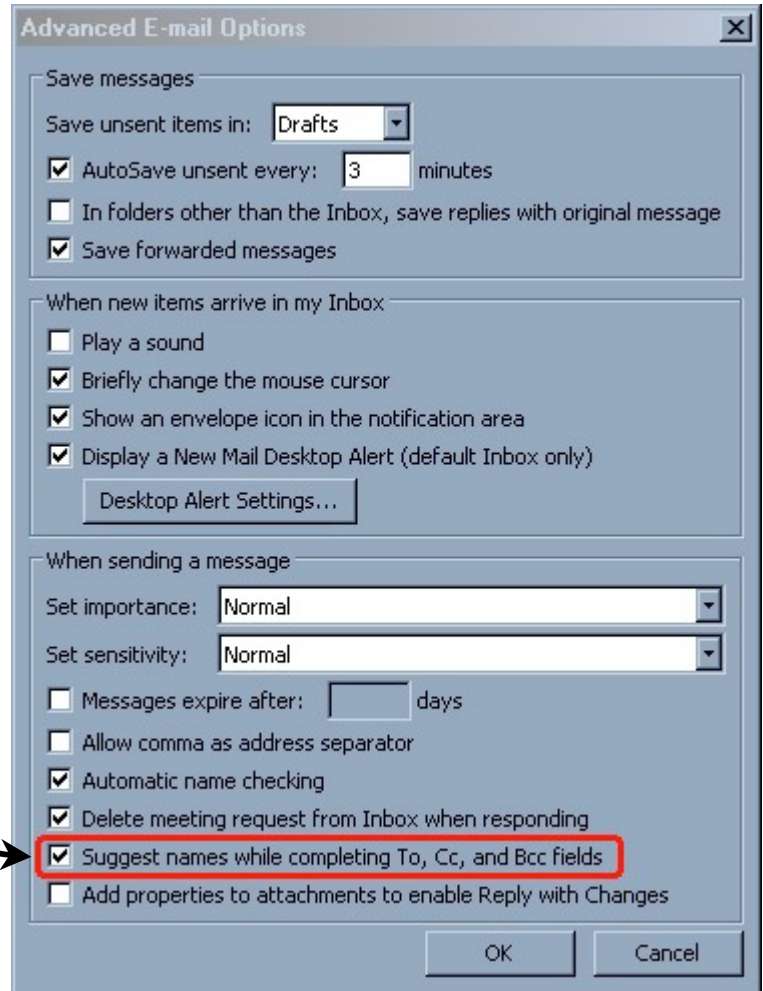 Advanced E-mail Options
Save messages
Save unsent items in: Drafts
AutoSave unsent every: 3 minutes
In folders other than the Inbox, save replies with original message
Save forwarded messages
When new items arrive in my Inbox
Play a sound
Briefly change the mouse cursor
Show an envelope icon in the notification area
Display a New Mail Desktop Alert (default Inbox only)
Desktop Alert Settings...
When sending a message
Set importance: Normal
Set sensitivity: Normal
Messages expire after: days
Allow comma as address separator
Automatic name checking
Delete meeting request from Inbox when responding
Suggest names while completing To, Cc, and Bcc fields
Add properties to attachments to enable Reply with Changes
OK Cancel